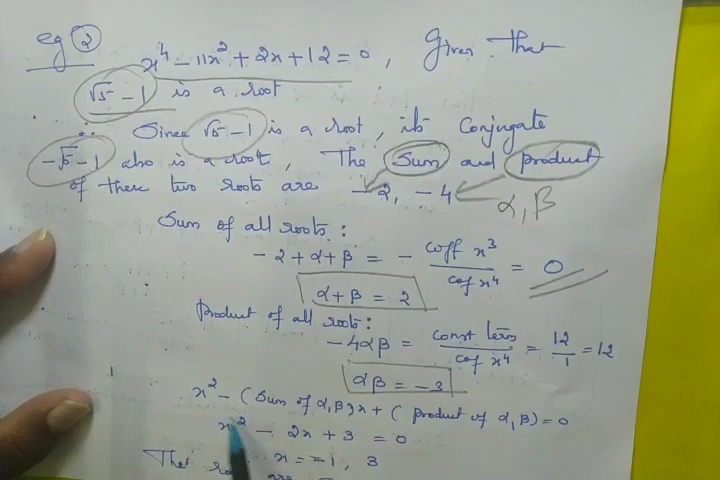 eg ②
x⁴ - 11x² + 2x + 12 = 0, Given that
√5 - 1 is a root
∴ Since √5 - 1 is a root, its Conjugate
-√5 - 1 also is a root, The Sum and product
of these two roots are -2, -4 α, β
Sum of all roots:
-2 + α + β = - coff x³ / cof x⁴ = 0
α + β = 2
Product of all roots:
-4αβ = const term / cof x⁴ = 12/1 = 12
αβ = -3
x² - (Sum of α, β)x + (product of α, β) = 0
x² - 2x + 3 = 0
x = -1, 3